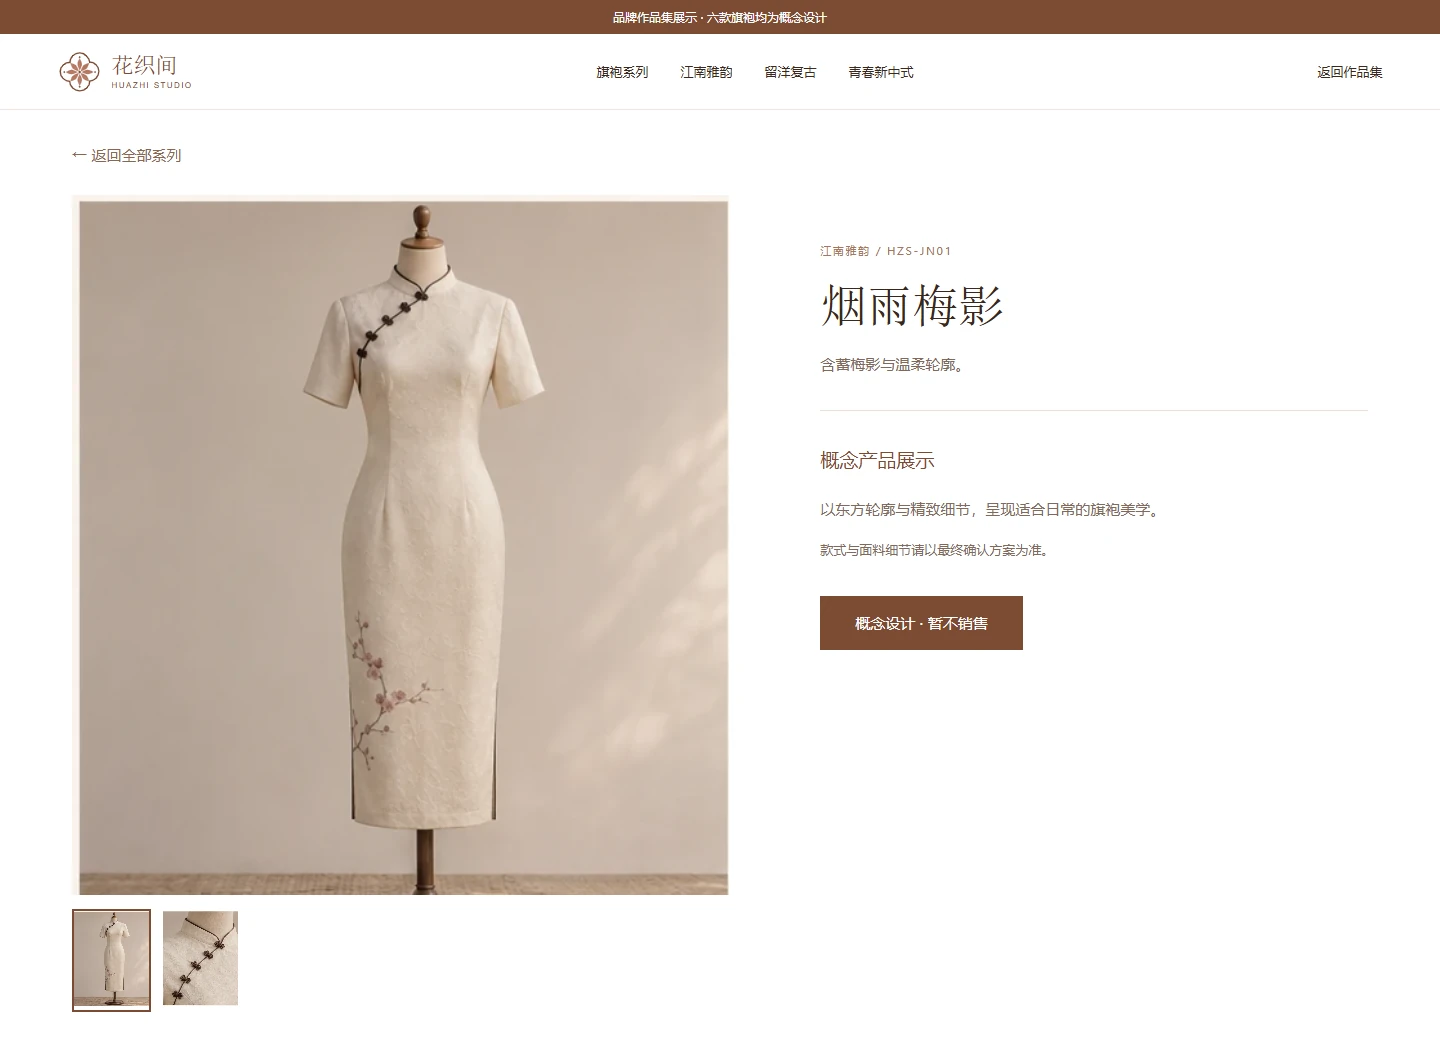 品牌作品集展示 · 六款旗袍均为概念设计
花织间
HUAZHI STUDIO
旗袍系列 江南雅韵 留洋复古 青春新中式
返回作品集
← 返回全部系列
江南雅韵 / HZS-JN01
烟雨梅影
含蓄梅影与温柔轮廓。
概念产品展示
以东方轮廓与精致细节，呈现适合日常的旗袍美学。
款式与面料细节请以最终确认方案为准。
概念设计 · 暂不销售